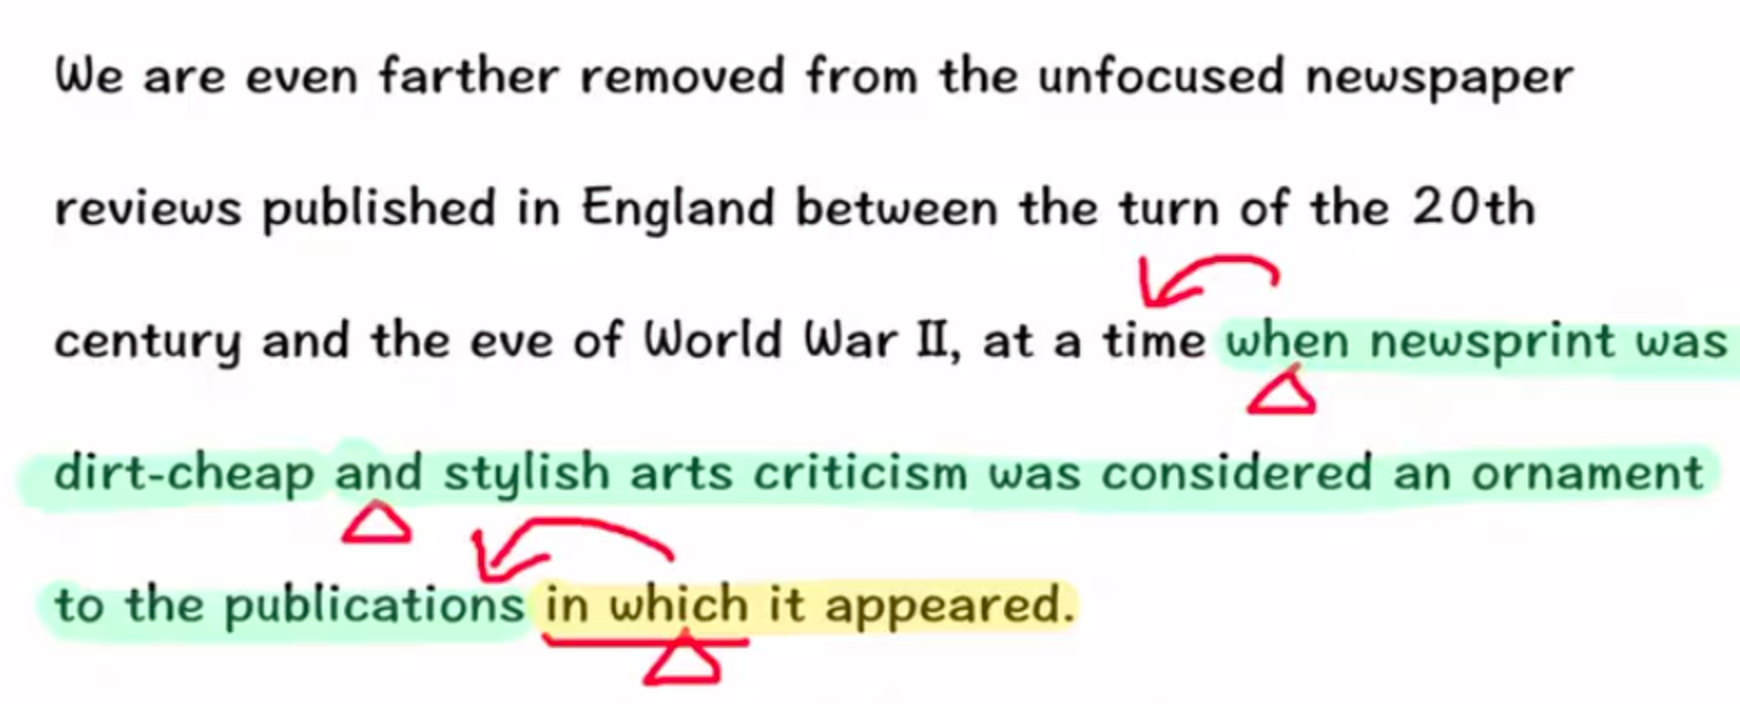 We are even farther removed from the unfocused newspaper
reviews published in England between the turn of the 20th
century and the eve of World War II, at a time when newsprint was
dirt-cheap and stylish arts criticism was considered an ornament
to the publications in which it appeared.